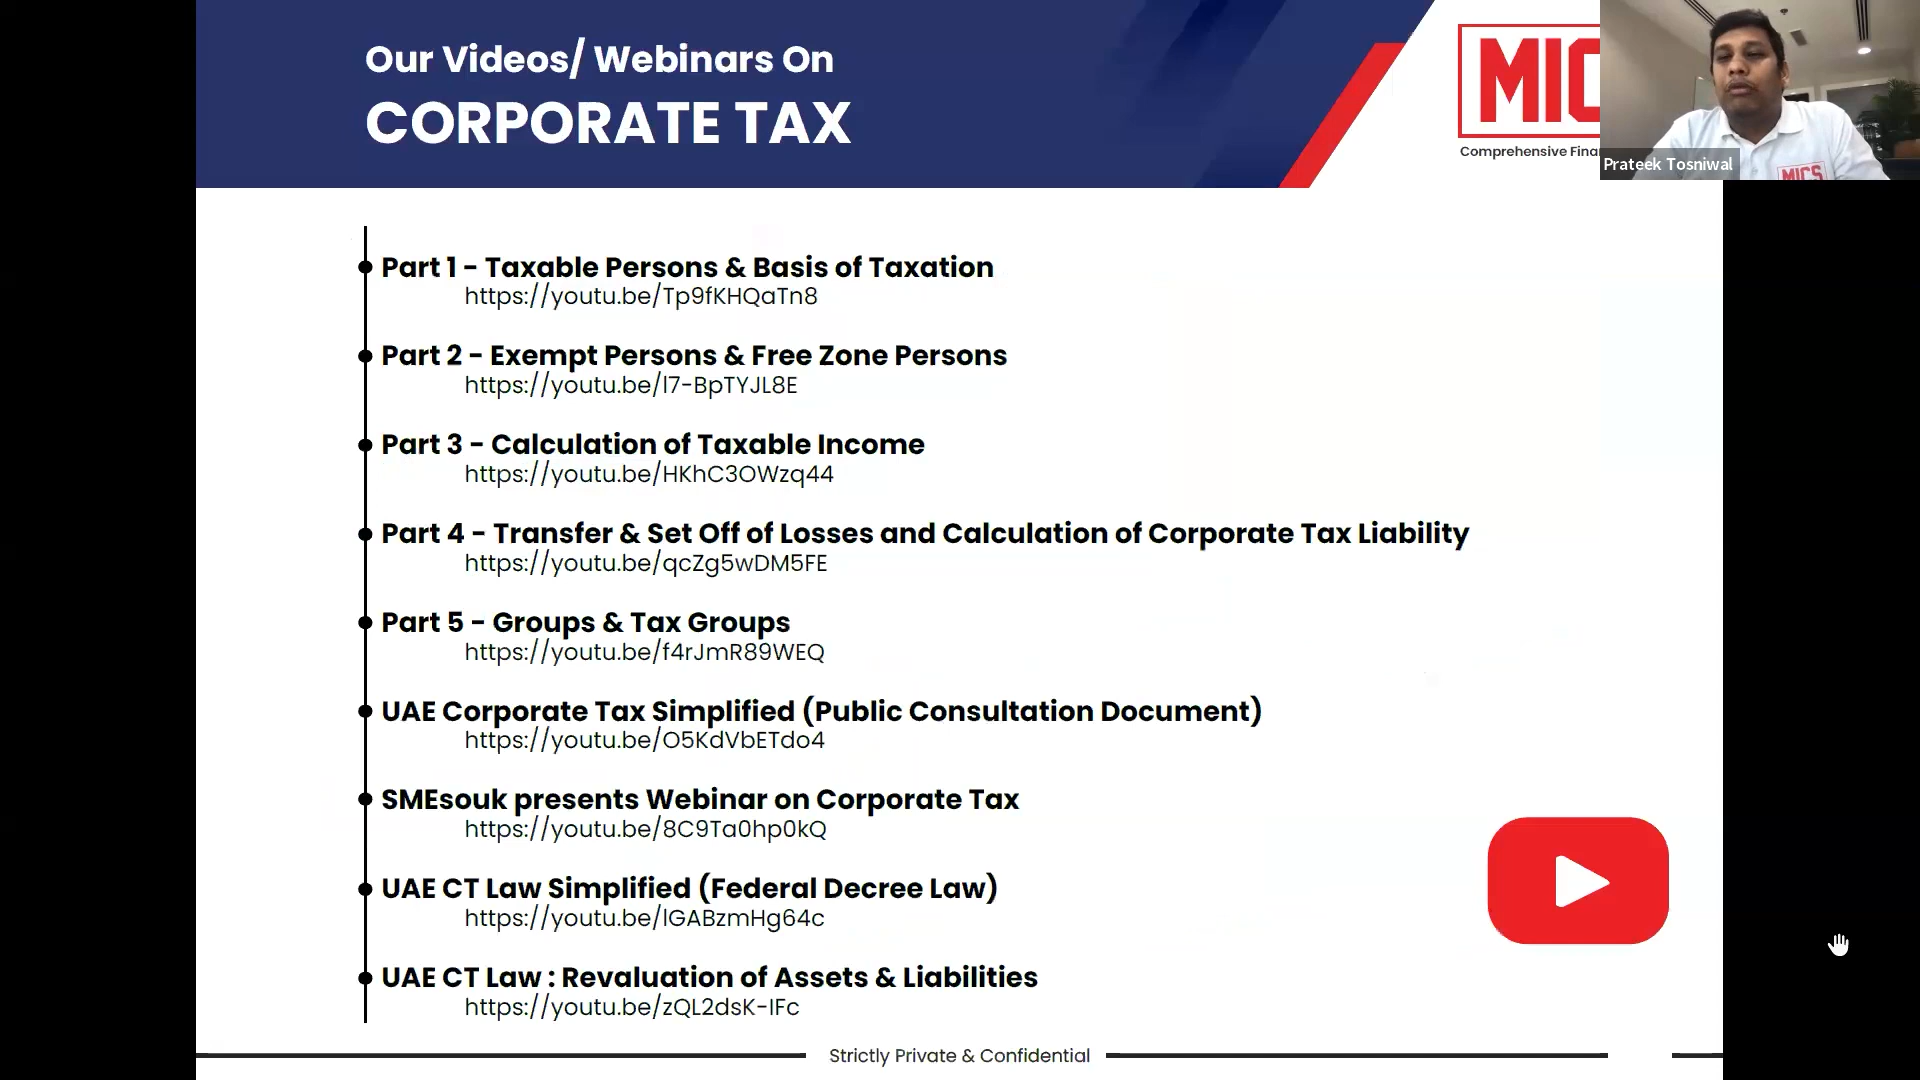 Our Videos/ Webinars On
CORPORATE TAX
MIC
Comprehensive Finan
Prateek Tosniwal
MICS
Part 1 - Taxable Persons & Basis of Taxation
https://youtu.be/Tp9fKHQaTn8
Part 2 - Exempt Persons & Free Zone Persons
https://youtu.be/l7-BpTYJL8E
Part 3 - Calculation of Taxable Income
https://youtu.be/HKhC3OWzq44
Part 4 - Transfer & Set Off of Losses and Calculation of Corporate Tax Liability
https://youtu.be/qcZg5wDM5FE
Part 5 - Groups & Tax Groups
https://youtu.be/f4rJmR89WEQ
UAE Corporate Tax Simplified (Public Consultation Document)
https://youtu.be/O5KdVbETdo4
SMEsouk presents Webinar on Corporate Tax
https://youtu.be/8C9Ta0hp0kQ
UAE CT Law Simplified (Federal Decree Law)
https://youtu.be/lGABzmHg64c
UAE CT Law : Revaluation of Assets & Liabilities
https://youtu.be/zQL2dsK-IFc
Strictly Private & Confidential